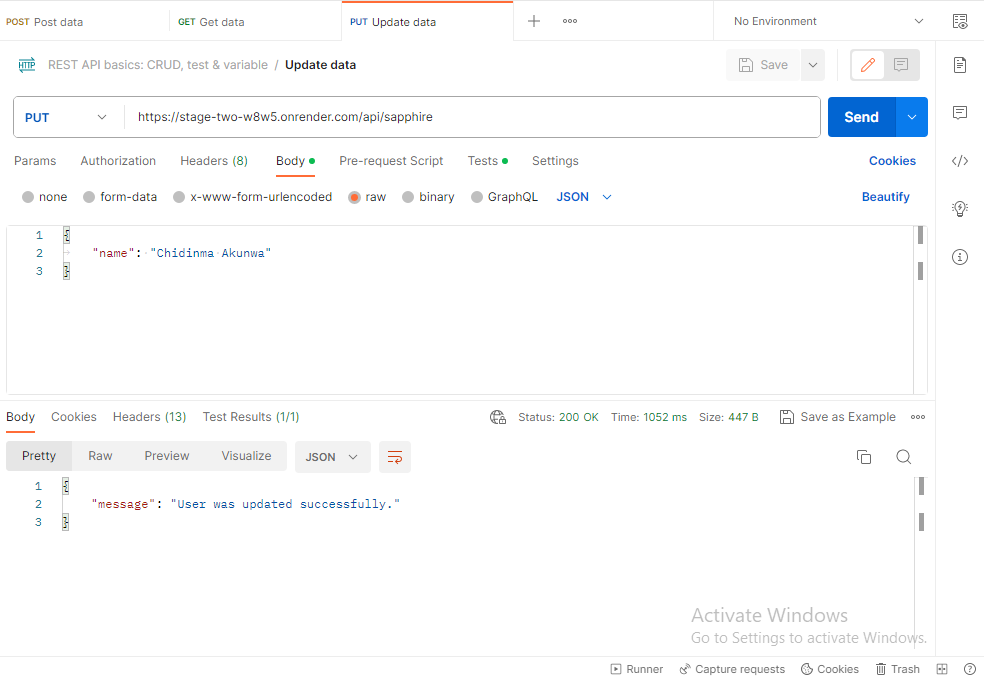 POST Post data
GET Get data
PUT Update data
No Environment
HTTP REST API basics: CRUD, test & variable / Update data
Save
PUT
https://stage-two-w8w5.onrender.com/api/sapphire
Send
Params Authorization Headers (8) Body Pre-request Script Tests Settings Cookies
none form-data x-www-form-urlencoded raw binary GraphQL JSON Beautify
1 {
2 "name": "Chidinma Akunwa"
3 }
Body Cookies Headers (13) Test Results (1/1) Status: 200 OK Time: 1052 ms Size: 447 B Save as Example
Pretty Raw Preview Visualize JSON
1 {
2 "message": "User was updated successfully."
3 }
Activate Windows
Go to Settings to activate Windows.
Runner Capture requests Cookies Trash